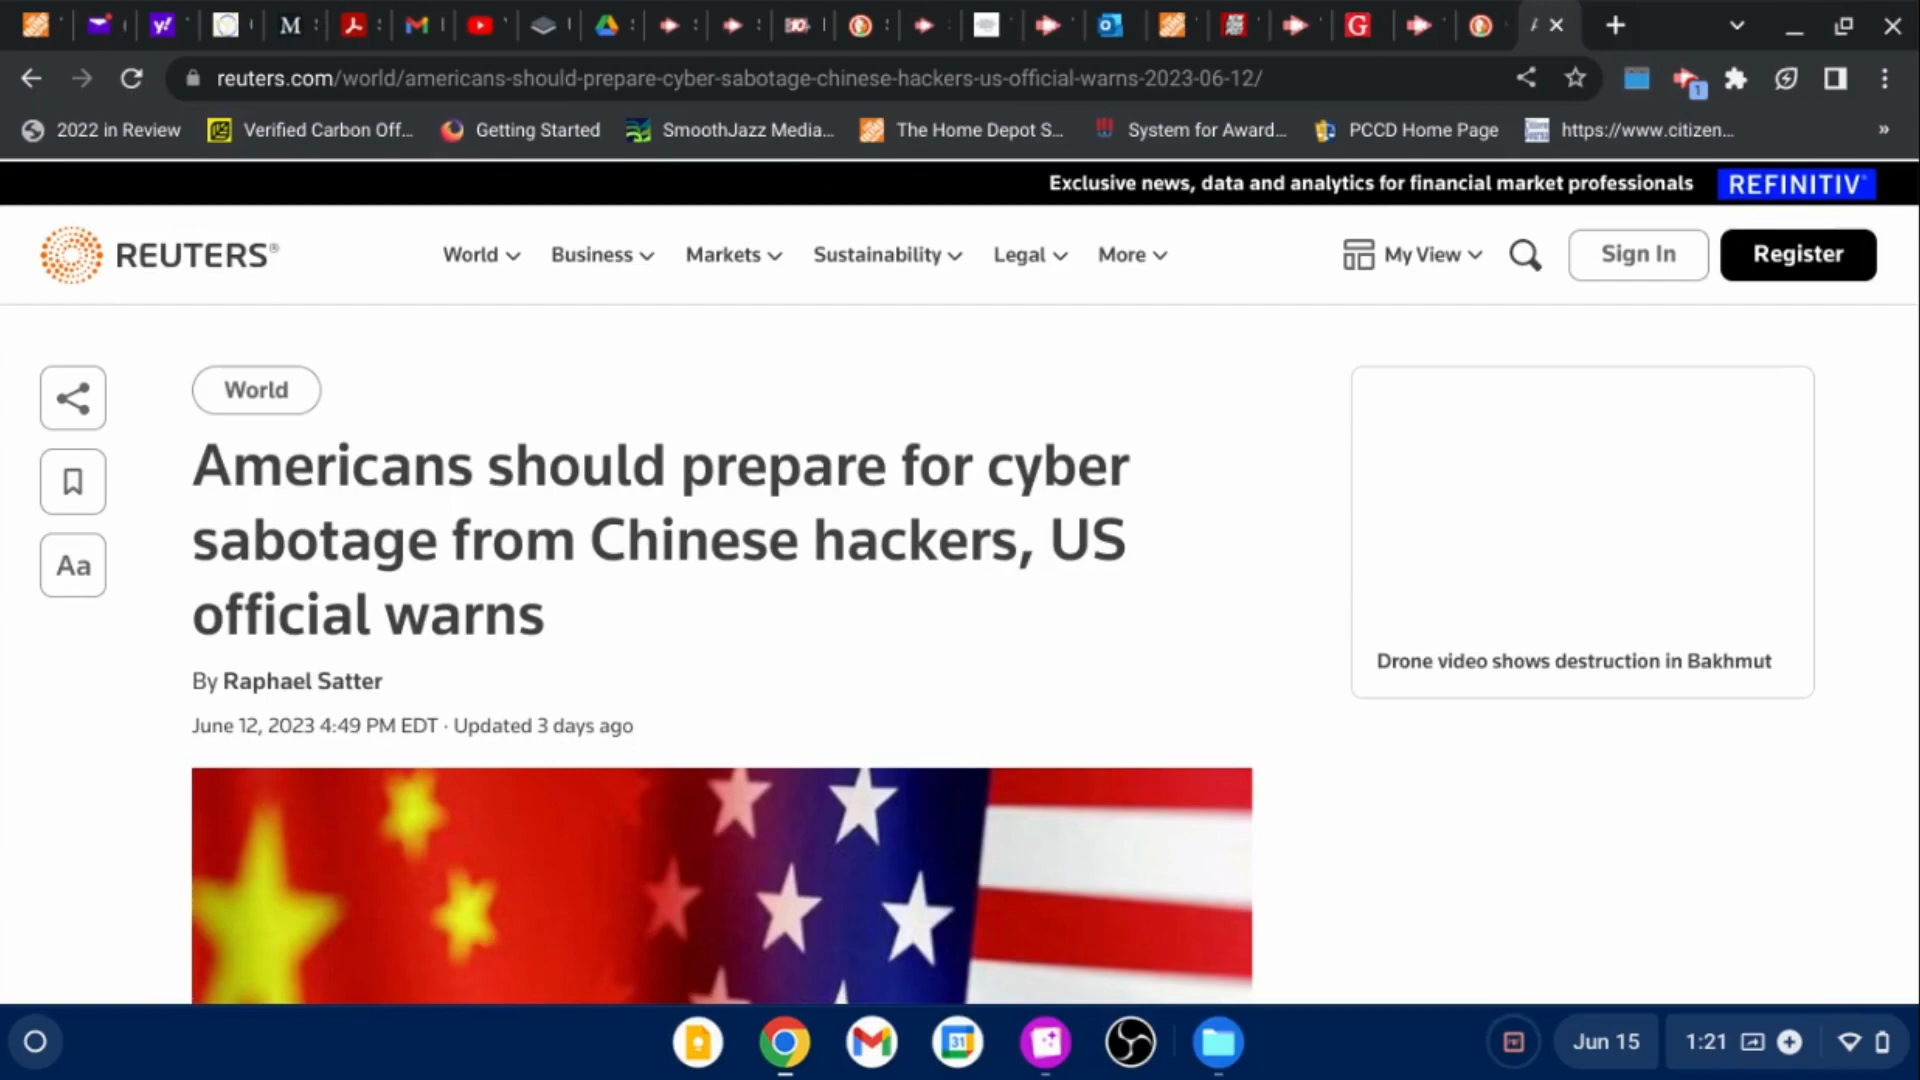 reuters.com/world/americans-should-prepare-cyber-sabotage-chinese-hackers-us-official-warns-2023-06-12/
1
2022 in Review
Verified Carbon Off...
Getting Started
SmoothJazz Media...
The Home Depot S...
System for Award...
PCCD Home Page
https://www.citizen...
»
Exclusive news, data and analytics for financial market professionals REFINITIV
REUTERS®
World Business Markets Sustainability Legal More
My View
Sign In
Register
World
Americans should prepare for cyber
sabotage from Chinese hackers, US
official warns
By Raphael Satter
June 12, 2023 4:49 PM EDT · Updated 3 days ago
Aa
Drone video shows destruction in Bakhmut
31
Jun 15
1:21